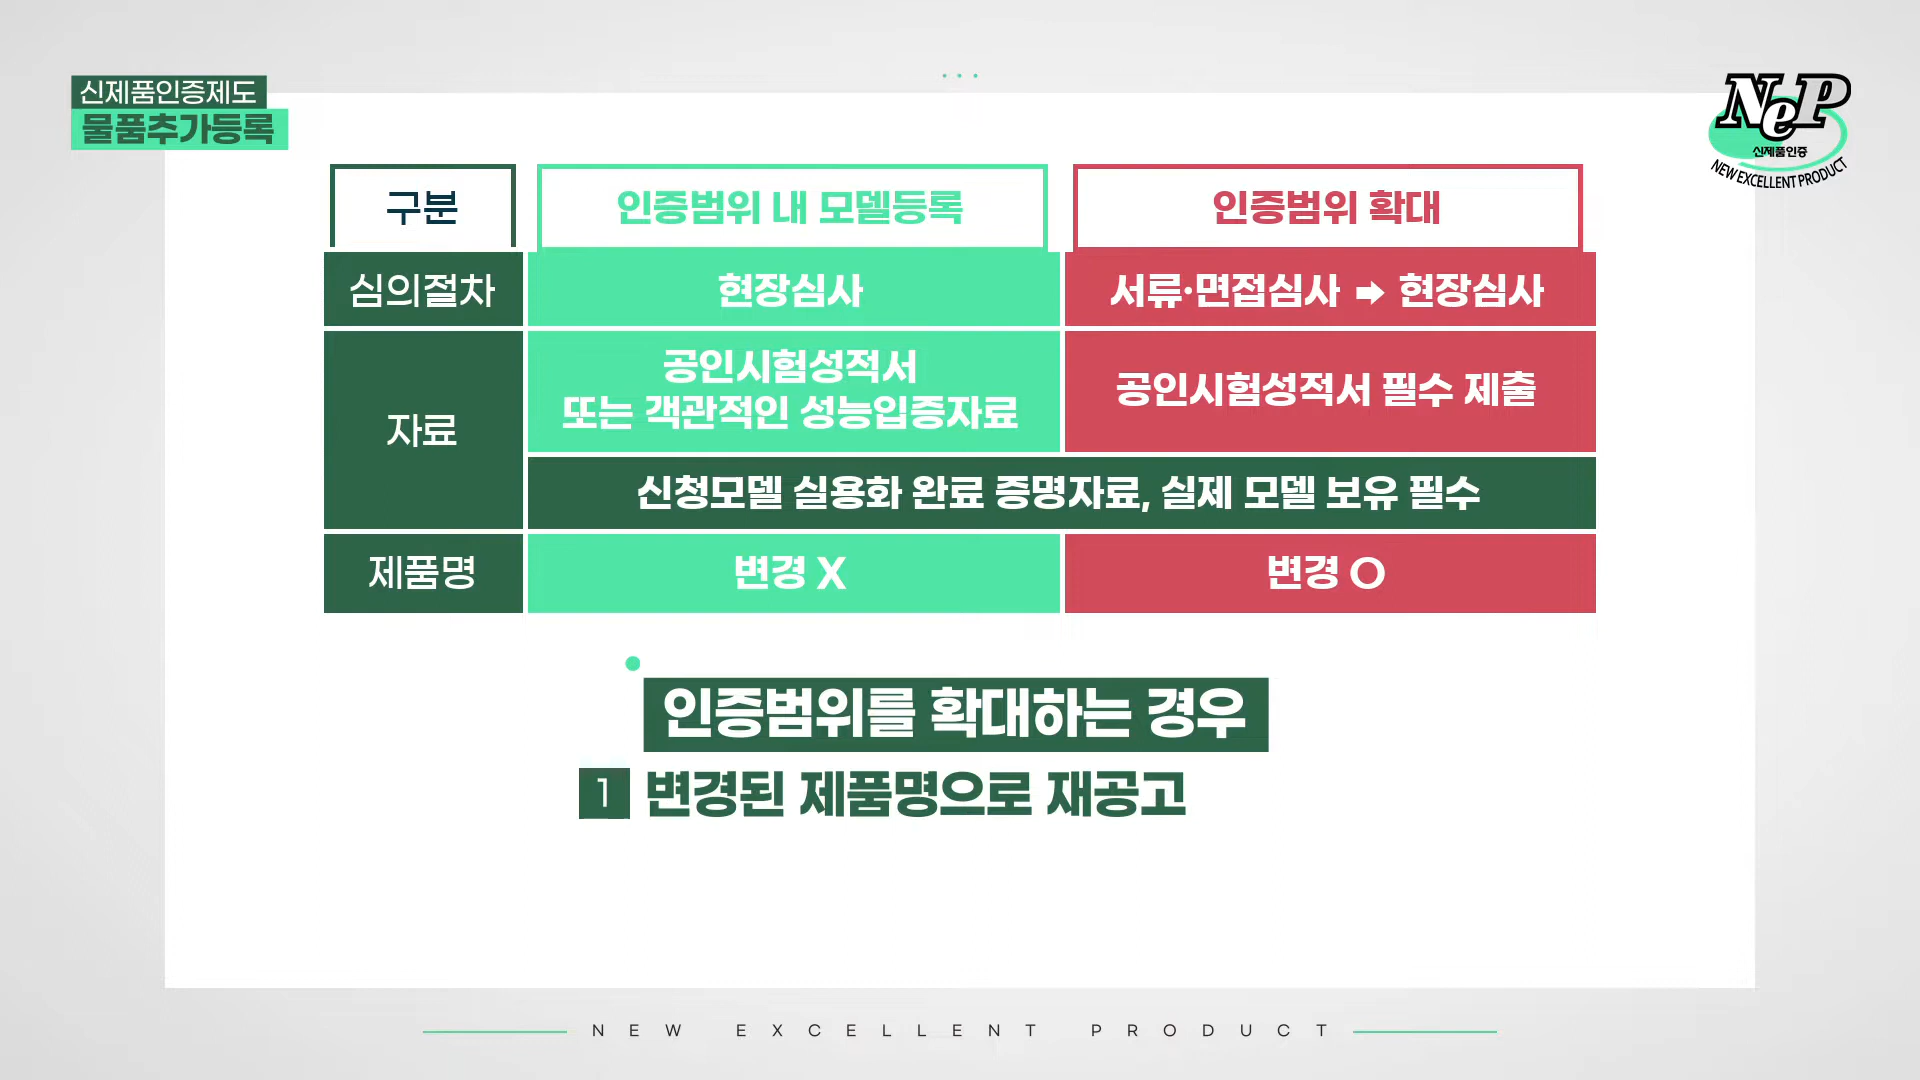 신제품인증제도
물품추가등록
NeP
신제품인증
NEW EXCELLENT PRODUCT
구분
인증범위 내 모델등록
인증범위 확대
심의절차
현장심사
서류·면접심사 ➡ 현장심사
자료
공인시험성적서
또는 객관적인 성능입증자료
공인시험성적서 필수 제출
신청모델 실용화 완료 증명자료, 실제 모델 보유 필수
제품명
변경 X
변경 O
인증범위를 확대하는 경우
1 변경된 제품명으로 재공고
NEW EXCELLENT PRODUCT